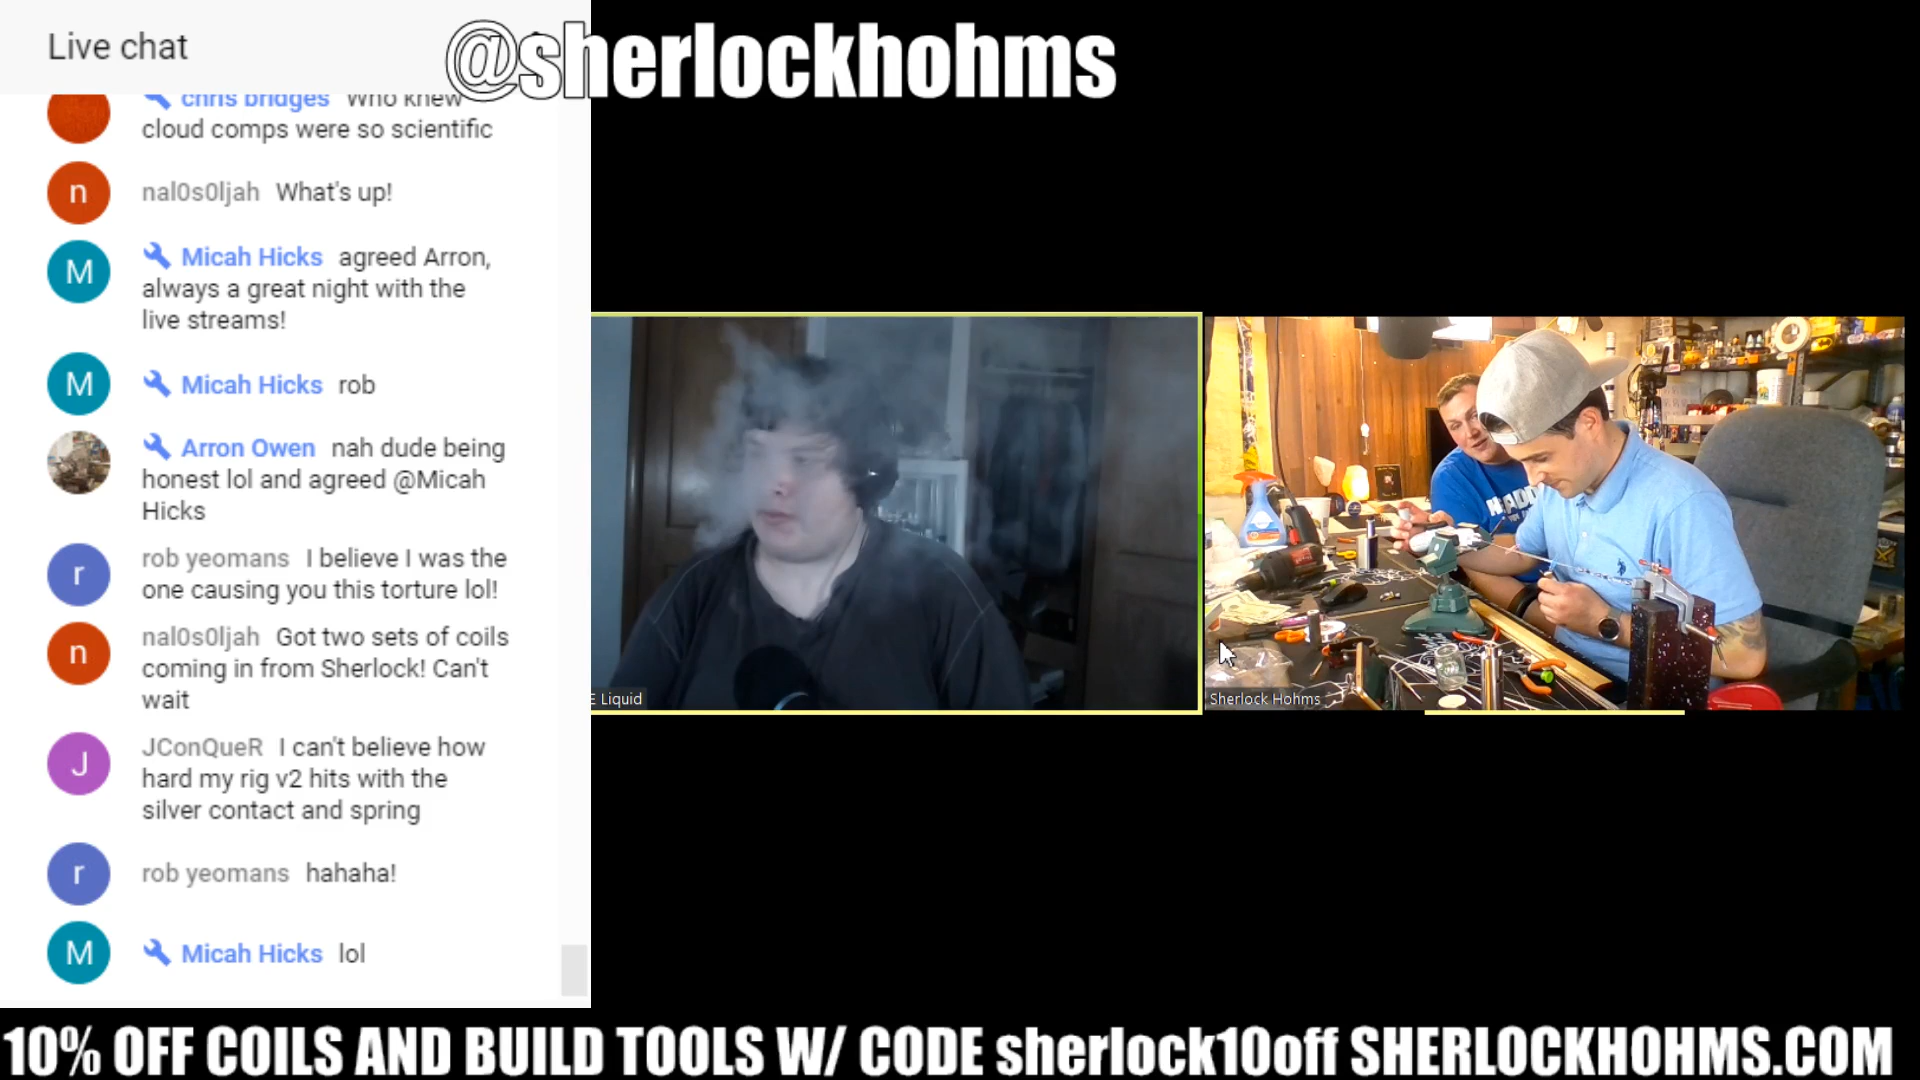 Live chat
@sherlockhohms
chris bridges Who knew
cloud comps were so scientific
n
nal0s0ljah What's up!
M
Micah Hicks agreed Arron,
always a great night with the
live streams!
M
Micah Hicks rob
Arron Owen nah dude being
honest lol and agreed @Micah
Hicks
r
rob yeomans I believe I was the
one causing you this torture lol!
n
nal0s0ljah Got two sets of coils
coming in from Sherlock! Can't
wait
J
JConQueR I can't believe how
hard my rig v2 hits with the
silver contact and spring
r
rob yeomans hahaha!
M
Micah Hicks lol
E Liquid
Sherlock Hohms
10% OFF COILS AND BUILD TOOLS W/ CODE sherlock10off SHERLOCKHOHMS.COM